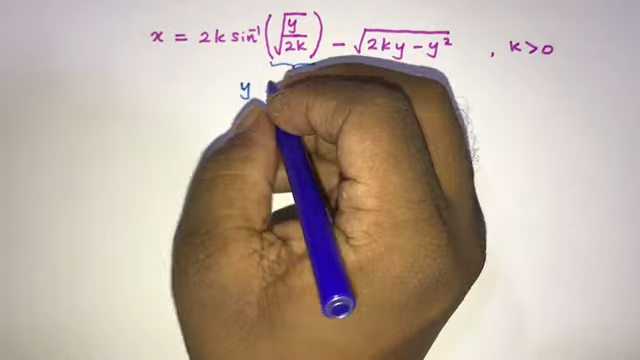 x = 2k sin⁻¹(√y/√2k) − √(2ky − y²) , k > 0
y